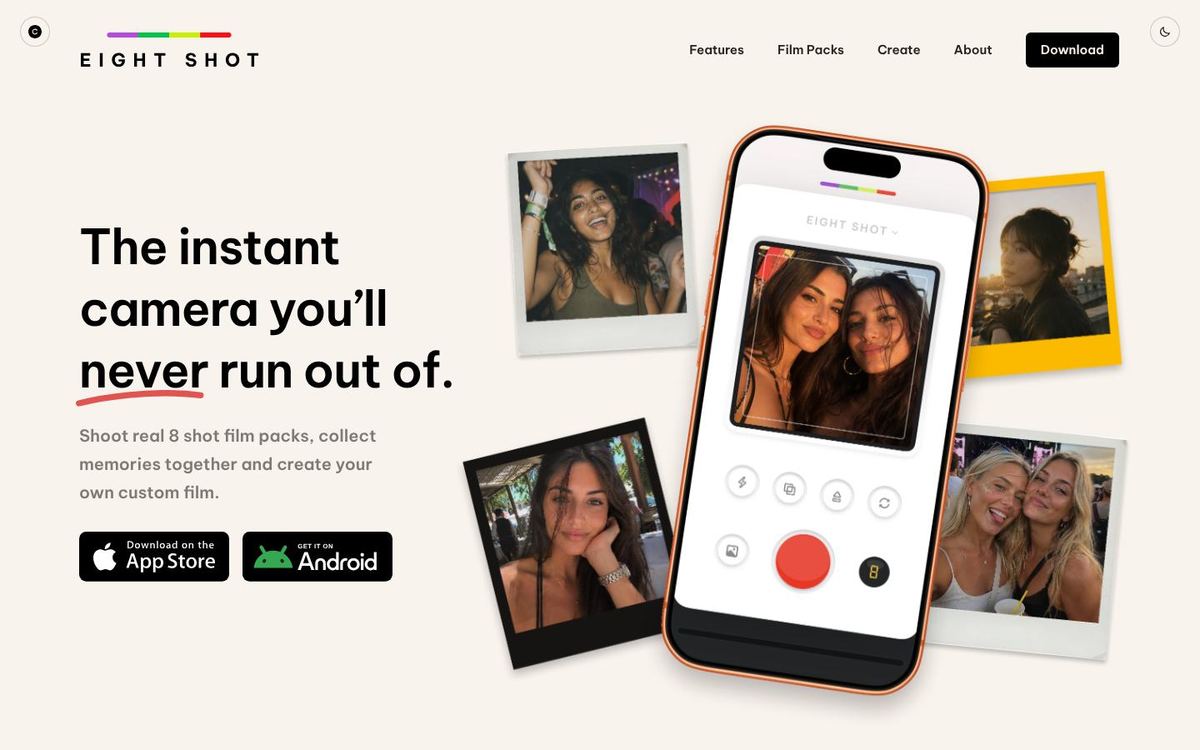 C
EIGHT SHOT
Features
Film Packs
Create
About
Download
The instant
camera you’ll
never run out of.
Shoot real 8 shot film packs, collect
memories together and create your
own custom film.
Download on the
App Store
GET IT ON
Android
EIGHT SHOT
8